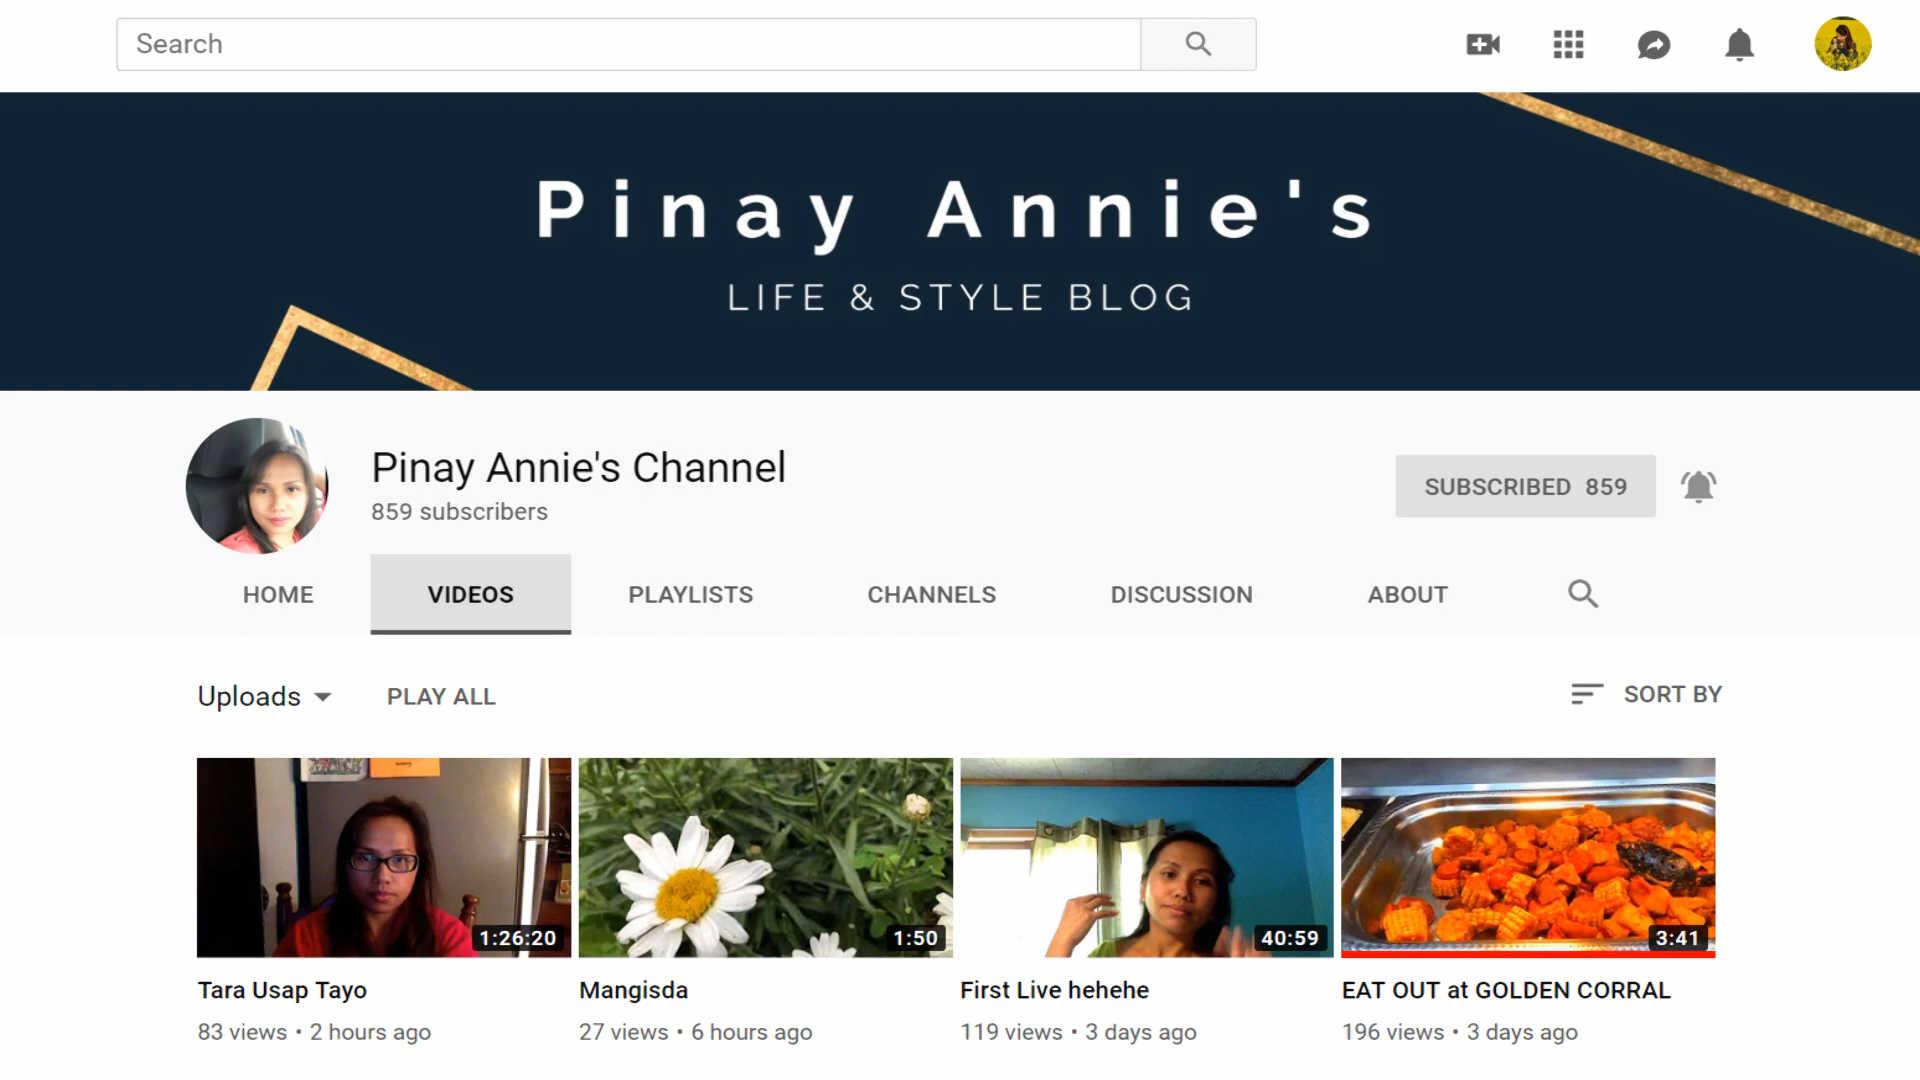 Search
Pinay Annie's
LIFE & STYLE BLOG
Pinay Annie's Channel
859 subscribers
SUBSCRIBED 859
HOME VIDEOS PLAYLISTS CHANNELS DISCUSSION ABOUT
Uploads PLAY ALL SORT BY
1:26:20 1:50 40:59 3:41
Tara Usap Tayo Mangisda First Live hehehe EAT OUT at GOLDEN CORRAL
83 views • 2 hours ago 27 views • 6 hours ago 119 views • 3 days ago 196 views • 3 days ago